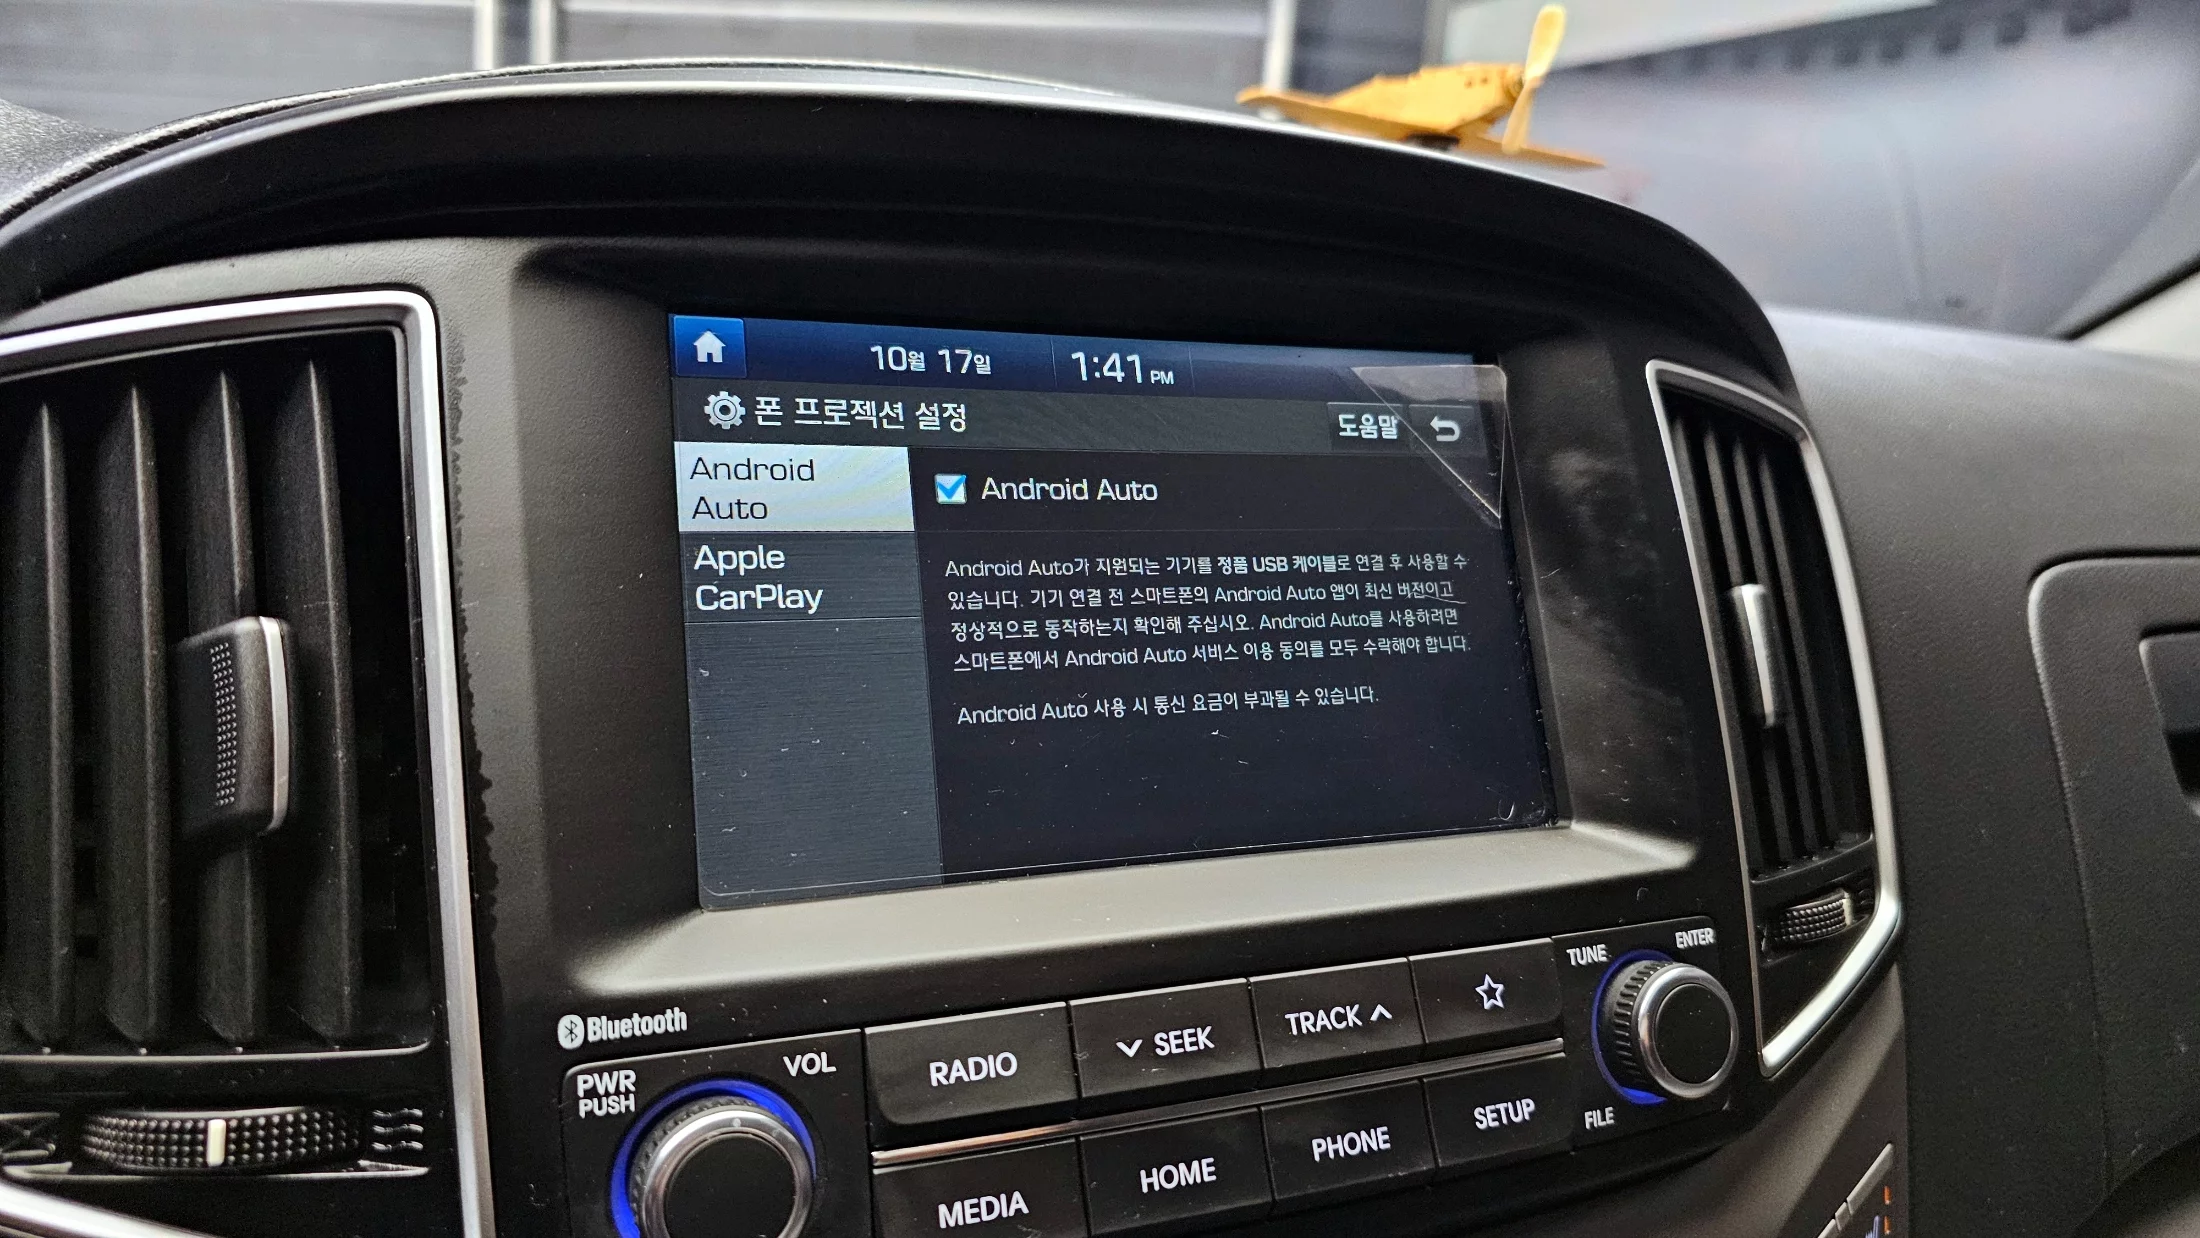 10월 17일 1:41 PM
폰 프로젝션 설정 도움말
Android
Auto
Apple
CarPlay
Android Auto
Android Auto가 지원되는 기기를 정품 USB 케이블로 연결 후 사용할 수
있습니다. 기기 연결 전 스마트폰의 Android Auto 앱이 최신 버전이고
정상적으로 동작하는지 확인해 주십시오. Android Auto를 사용하려면
스마트폰에서 Android Auto 서비스 이용 동의를 모두 수락해야 합니다.
Android Auto 사용 시 통신 요금이 부과될 수 있습니다.
Bluetooth
PWR
PUSH
VOL
RADIO
SEEK
TRACK
TUNE
ENTER
MEDIA
HOME
PHONE
SETUP
FILE